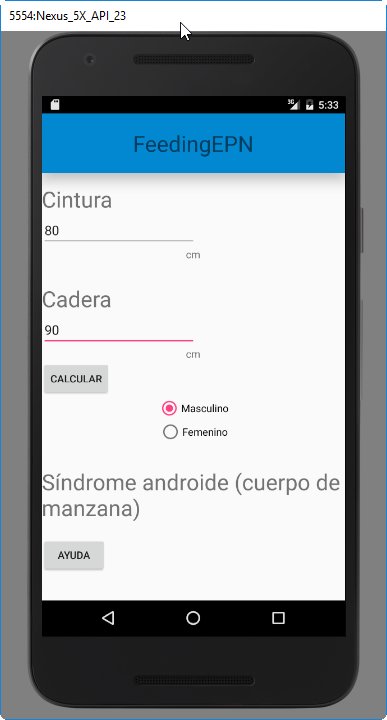 5554:Nexus_5X_API_23
3G 5:33
FeedingEPN
Cintura
80
cm
Cadera
90
cm
CALCULAR
Masculino
Femenino
Síndrome androide (cuerpo de
manzana)
AYUDA